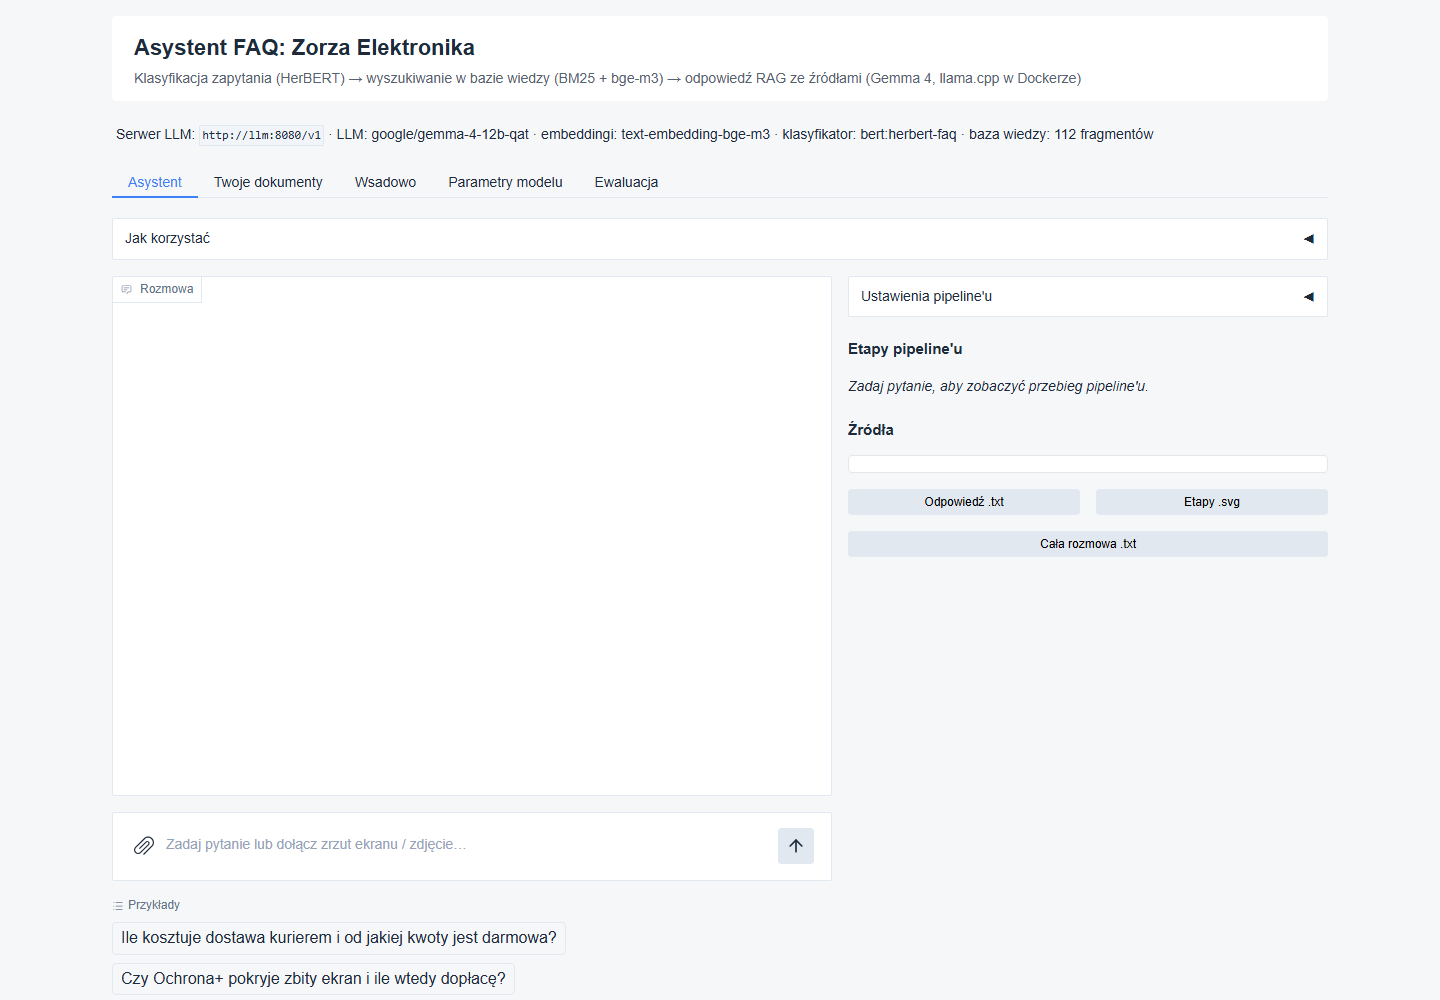 Asystent FAQ: Zorza Elektronika
Klasyfikacja zapytania (HerBERT) → wyszukiwanie w bazie wiedzy (BM25 + bge-m3) → odpowiedź RAG ze źródłami (Gemma 4, llama.cpp w Dockerze)
Serwer LLM: http://llm:8080/v1 · LLM: google/gemma-4-12b-qat · embeddingi: text-embedding-bge-m3 · klasyfikator: bert:herbert-faq · baza wiedzy: 112 fragmentów
Asystent Twoje dokumenty Wsadowo Parametry modelu Ewaluacja
Jak korzystać
Rozmowa
Ustawienia pipeline'u
Etapy pipeline'u
Zadaj pytanie, aby zobaczyć przebieg pipeline'u.
Źródła
Odpowiedź .txt Etapy .svg
Cała rozmowa .txt
Zadaj pytanie lub dołącz zrzut ekranu / zdjęcie…
Przykłady
Ile kosztuje dostawa kurierem i od jakiej kwoty jest darmowa?
Czy Ochrona+ pokryje zbity ekran i ile wtedy dopłacę?